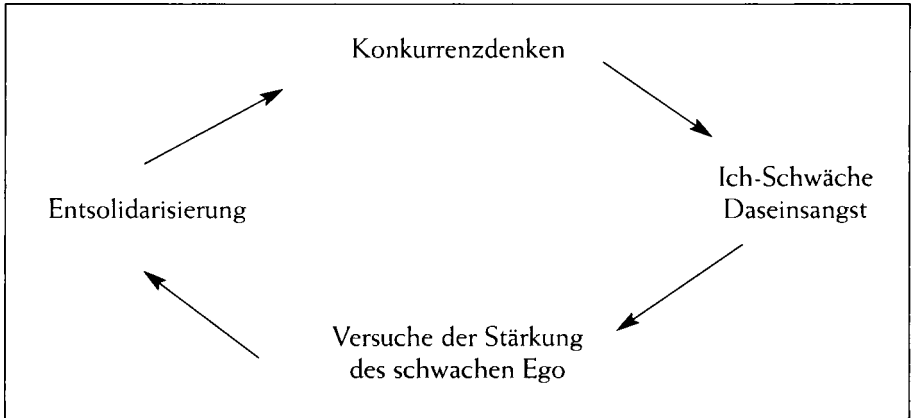 Konkurrenzdenken
Ich-Schwäche
Daseinsangst
Entsolidarisierung
Versuche der Stärkung
des schwachen Ego